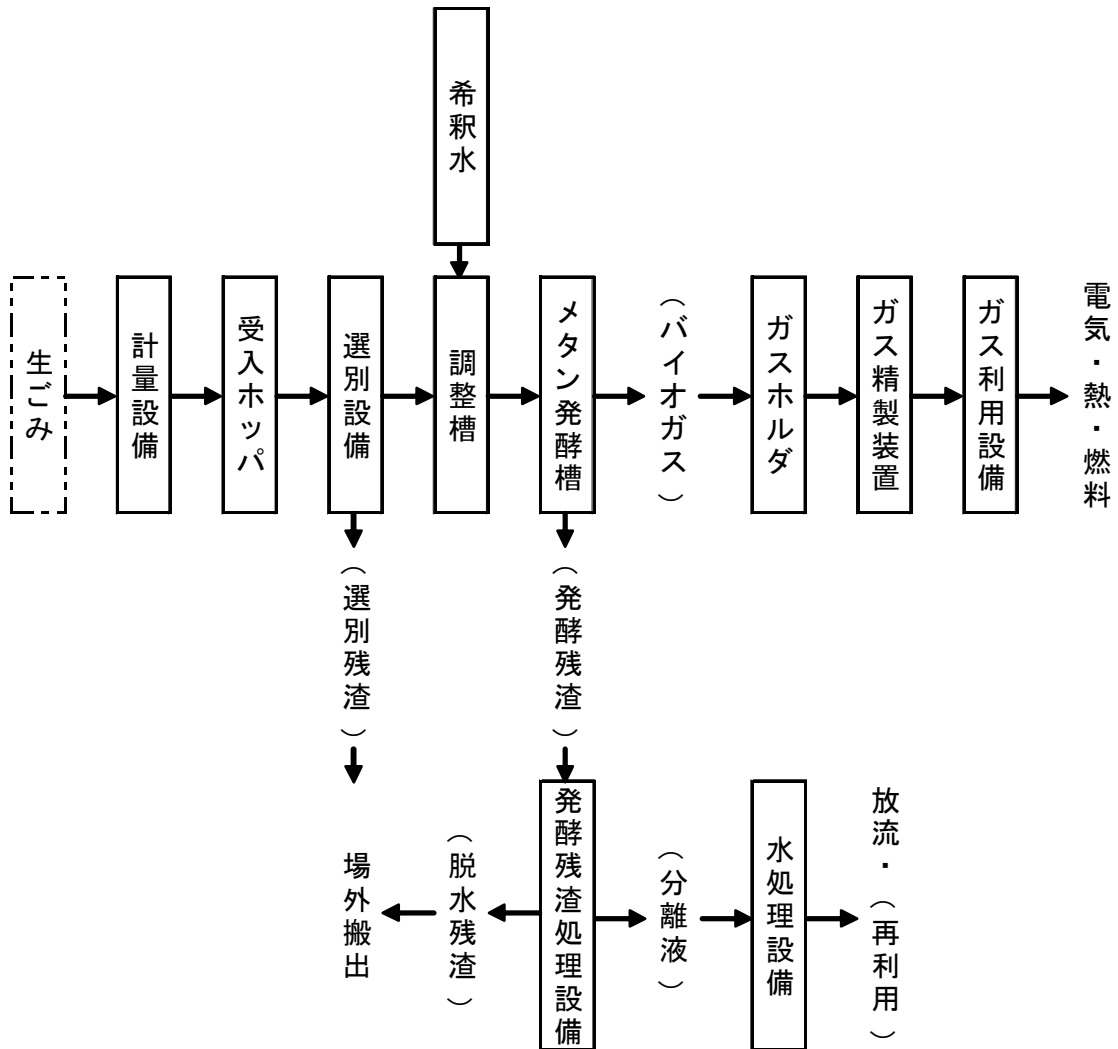 希釈水
生ごみ
計量設備
受入ホッパ
選別設備
調整槽
メタン発酵槽
（バイオガス）
ガスホルダ
ガス精製装置
ガス利用設備
電気・熱・燃料
（選別残渣）
（発酵残渣）
場外搬出
（脱水残渣）
発酵残渣処理設備
（分離液）
水処理設備
放流・（再利用）